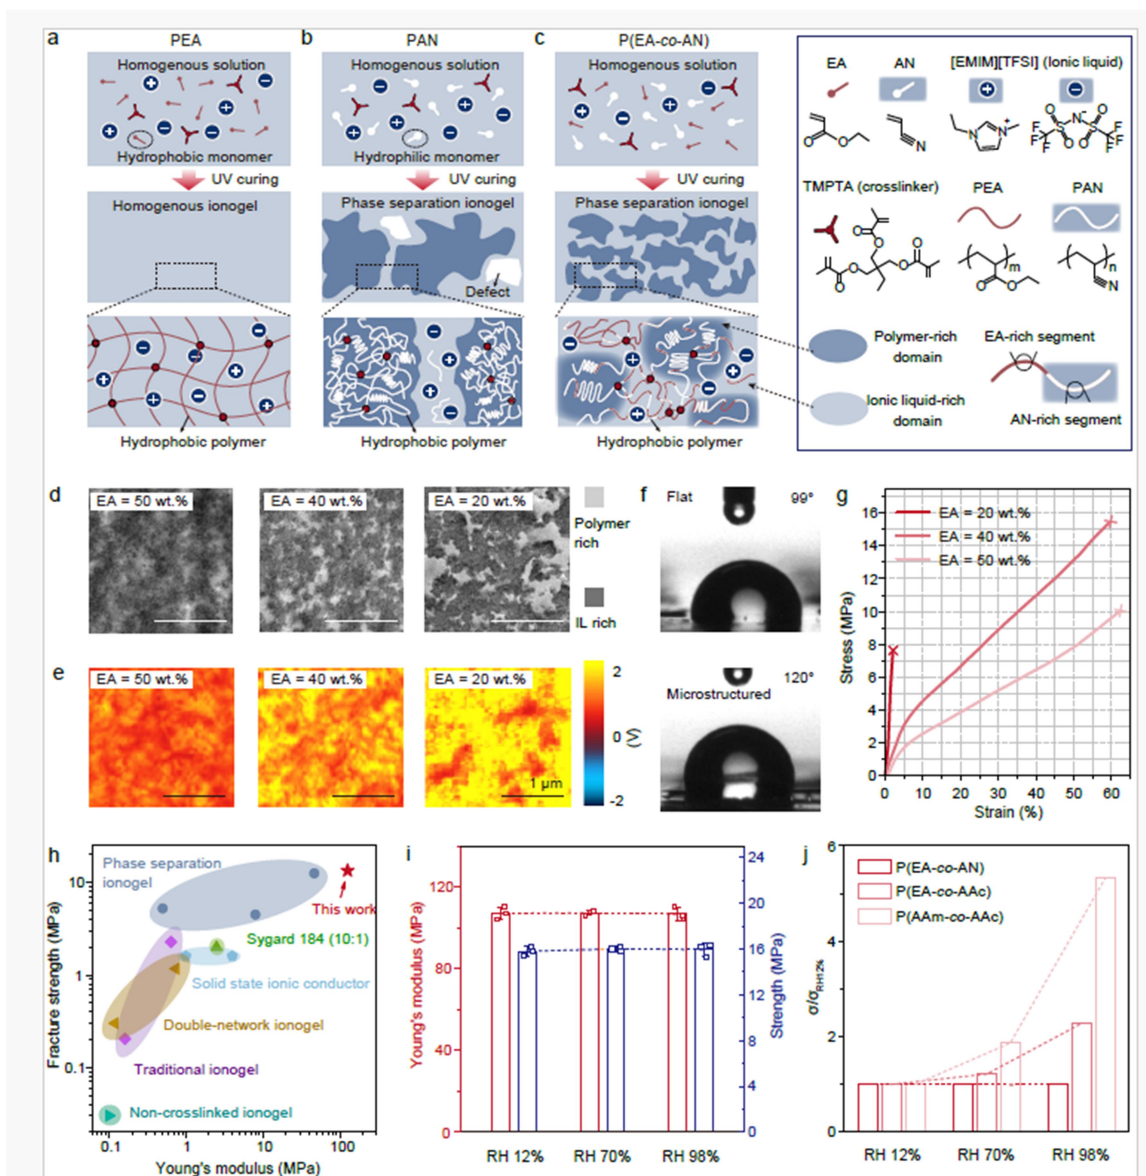 a
PEA
Homogenous solution
Hydrophobic monomer
UV curing
Homogenous ionogel
Hydrophobic polymer
b
PAN
Homogenous solution
Hydrophilic monomer
UV curing
Phase separation ionogel
Defect
Hydrophobic polymer
c
P(EA-co-AN)
Homogenous solution
UV curing
Phase separation ionogel
Hydrophobic polymer
EA AN [EMIM][TFSI] (Ionic liquid)
TMPTA (crosslinker) PEA PAN
Polymer-rich
domain
Ionic liquid-rich
domain
EA-rich segment
AN-rich segment
d
EA = 50 wt.%
EA = 40 wt.%
EA = 20 wt.%
Polymer
rich
IL rich
e
EA = 50 wt.%
EA = 40 wt.%
EA = 20 wt.%
1 μm
2
0
-2
(V)
f
Flat 99°
Microstructured 120°
g
EA = 20 wt.%
EA = 40 wt.%
EA = 50 wt.%
16
14
12
10
8
6
4
2
0
Stress (MPa)
0 10 20 30 40 50 60
Strain (%)
h
Phase separation
ionogel
This work
Sygard 184 (10:1)
Solid state ionic conductor
Double-network ionogel
Traditional ionogel
Non-crosslinked ionogel
10
1
0.1
Fracture strength (MPa)
0.1 1 10 100
Young's modulus (MPa)
i
120
80
40
0
Young's modulus (MPa)
24
20
16
12
8
4
0
Strength (MPa)
RH 12% RH 70% RH 98%
j
P(EA-co-AN)
P(EA-co-AAc)
P(AAm-co-AAc)
6
4
2
0
σ/σRH12%
RH 12% RH 70% RH 98%